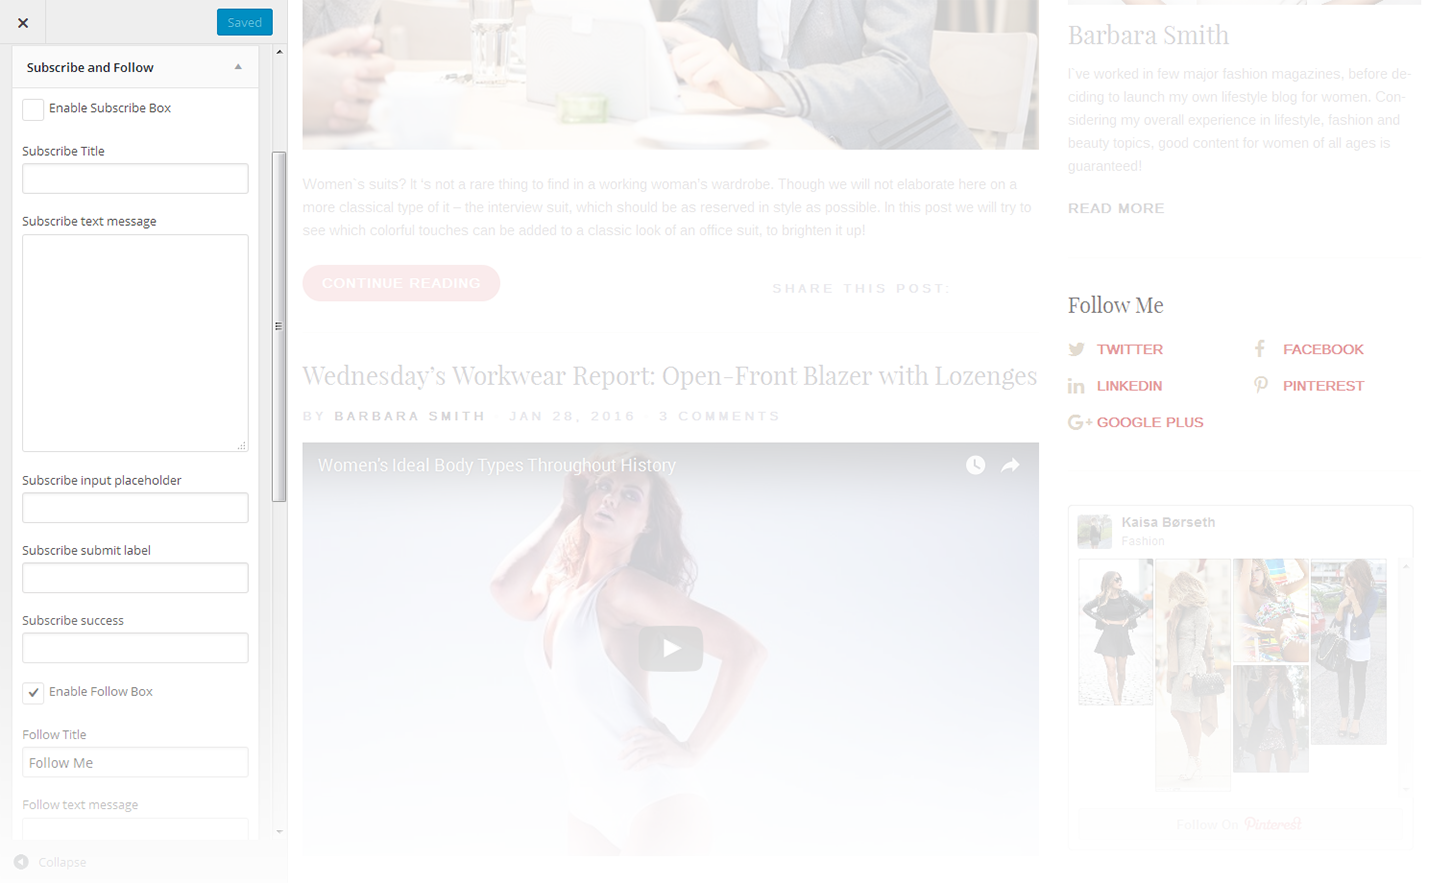 Saved
Subscribe and Follow
Enable Subscribe Box
Subscribe Title
Subscribe text message
Subscribe input placeholder
Subscribe submit label
Subscribe success
Enable Follow Box
Follow Title
Follow Me
Follow text message
Collapse
Women`s suits? It 's not a rare thing to find in a working woman's wardrobe. Though we will not elaborate here on a
more classical type of it – the interview suit, which should be as reserved in style as possible. In this post we will try to
see which colorful touches can be added to a classic look of an office suit, to brighten it up!
CONTINUE READING
SHARE THIS POST:
Wednesday's Workwear Report: Open-Front Blazer with Lozenges
BY BARBARA SMITH JAN 28, 2016 · 3 COMMENTS
Women's Ideal Body Types Throughout History
Barbara Smith
I`ve worked in few major fashion magazines, before de-
ciding to launch my own lifestyle blog for women. Con-
sidering my overall experience in lifestyle, fashion and
beauty topics, good content for women of all ages is
guaranteed!
READ MORE
Follow Me
TWITTER
FACEBOOK
LINKEDIN
PINTEREST
GOOGLE PLUS
Kaisa Børseth
Fashion
Follow On Pinterest